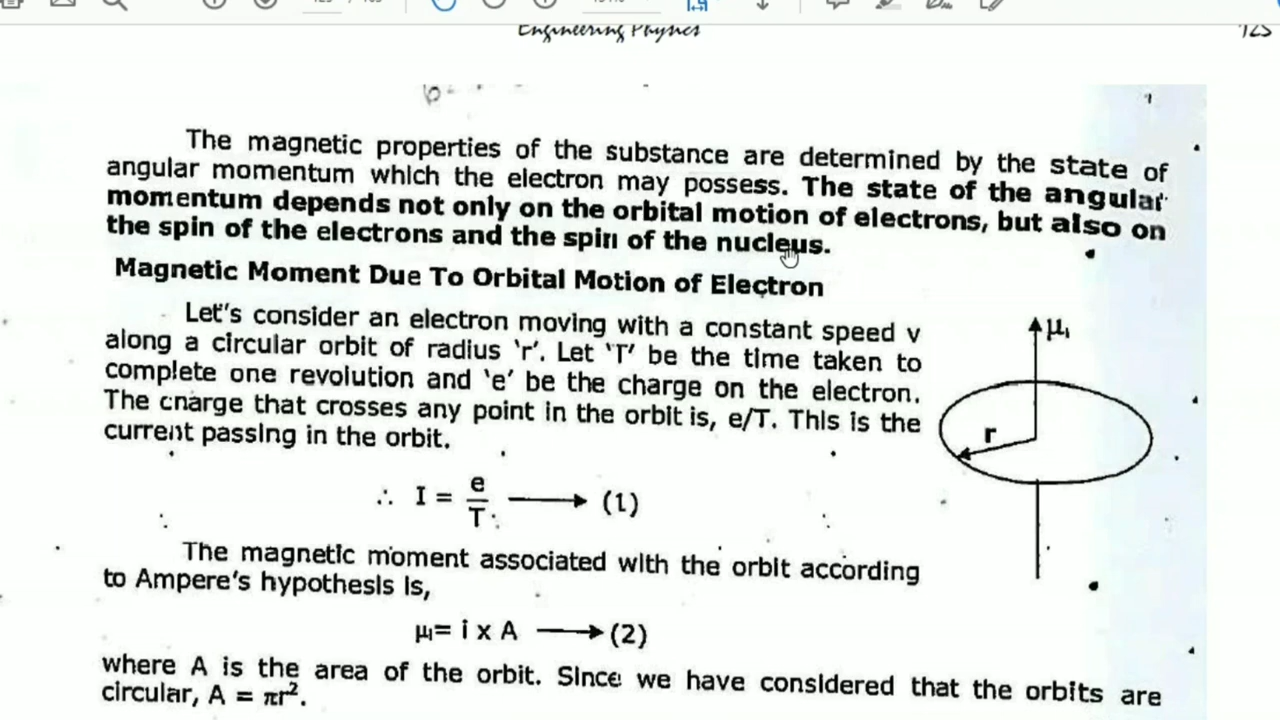 Engineering Physics
The magnetic properties of the substance are determined by the state of
angular momentum which the electron may possess. The state of the angular
momentum depends not only on the orbital motion of electrons, but also on
the spin of the electrons and the spin of the nucleus.
Magnetic Moment Due To Orbital Motion of Electron
Let's consider an electron moving with a constant speed v
along a circular orbit of radius 'r'. Let 'T' be the time taken to
complete one revolution and 'e' be the charge on the electron.
The charge that crosses any point in the orbit is, e/T. This is the
current passing in the orbit.
∴ I = e/T ⟶ (1)
The magnetic moment associated with the orbit according
to Ampere's hypothesis is,
μₗ= i x A ⟶ (2)
where A is the area of the orbit. Since we have considered that the orbits are
circular, A = πr².
μₗ
r